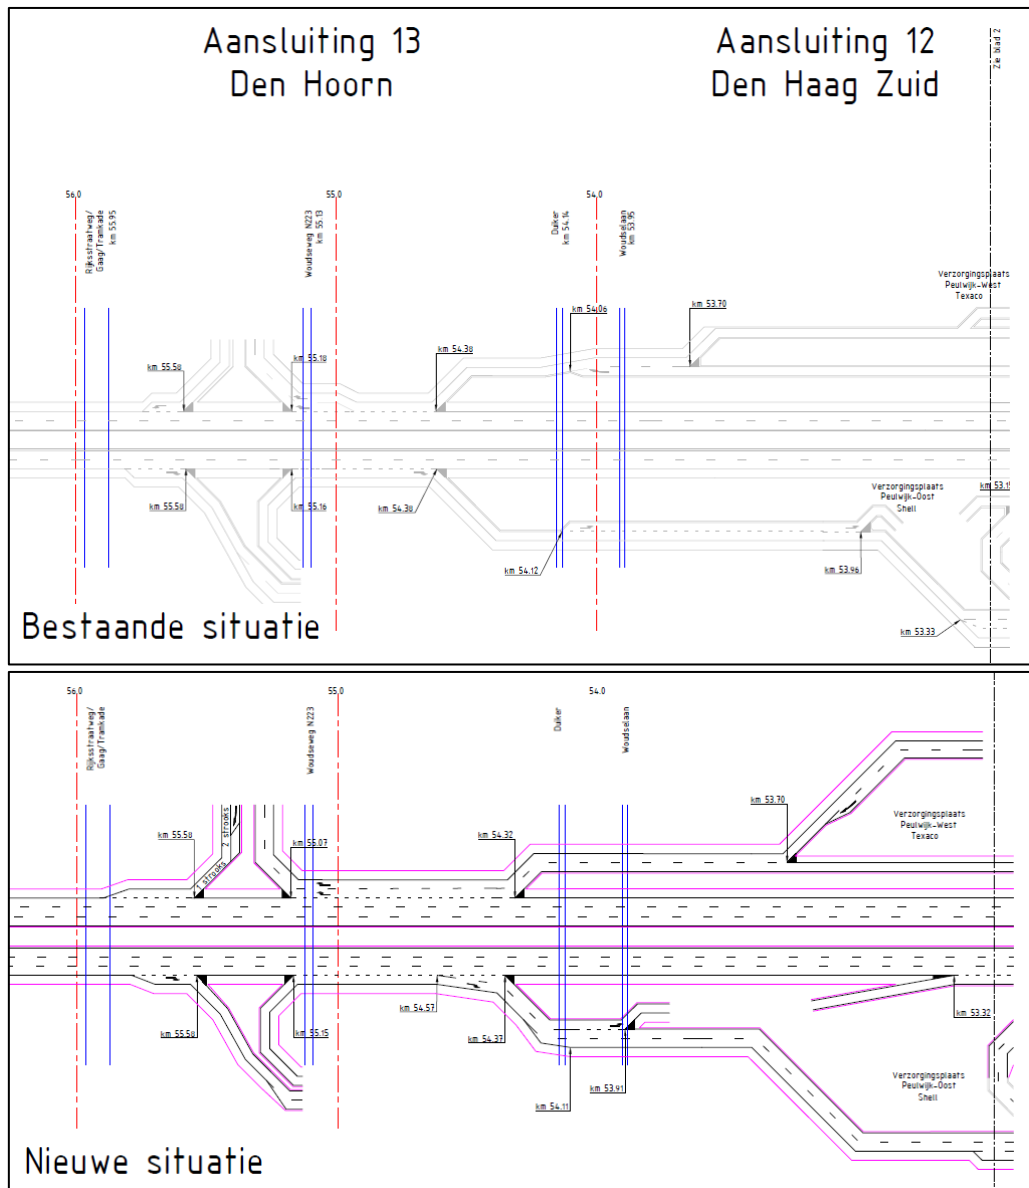 Aansluiting 13
Den Hoorn
Aansluiting 12
Den Haag Zuid
Zie blad 2
56,0
55,0
54,0
Rijksstraatweg/
Gaag/Tramkade
km 55.95
Woudseweg N223
km 55.13
Duiker
km 54.14
Woudselaan
km 53.95
Verzorgingsplaats
Peulwijk-West
Texaco
km 54.06
km 53.70
km 55.58
km 55.18
km 54.38
km 55.58
km 55.16
km 54.38
Verzorgingsplaats
Peulwijk-Oost
Shell
km 53.15
km 54.12
km 53.96
km 53.33
Bestaande situatie
56,0
55,0
54.0
Rijksstraatweg/
Gaag/Tramkade
Woudseweg N223
Duiker
Woudselaan
2 strooks
1 strooks
km 55.58
km 55.07
km 54.32
km 53.70
Verzorgingsplaats
Peulwijk-West
Texaco
km 55.58
km 55.15
km 54.57
km 54.37
km 54.11
km 53.91
km 53.32
Verzorgingsplaats
Peulwijk-Oost
Shell
Nieuwe situatie